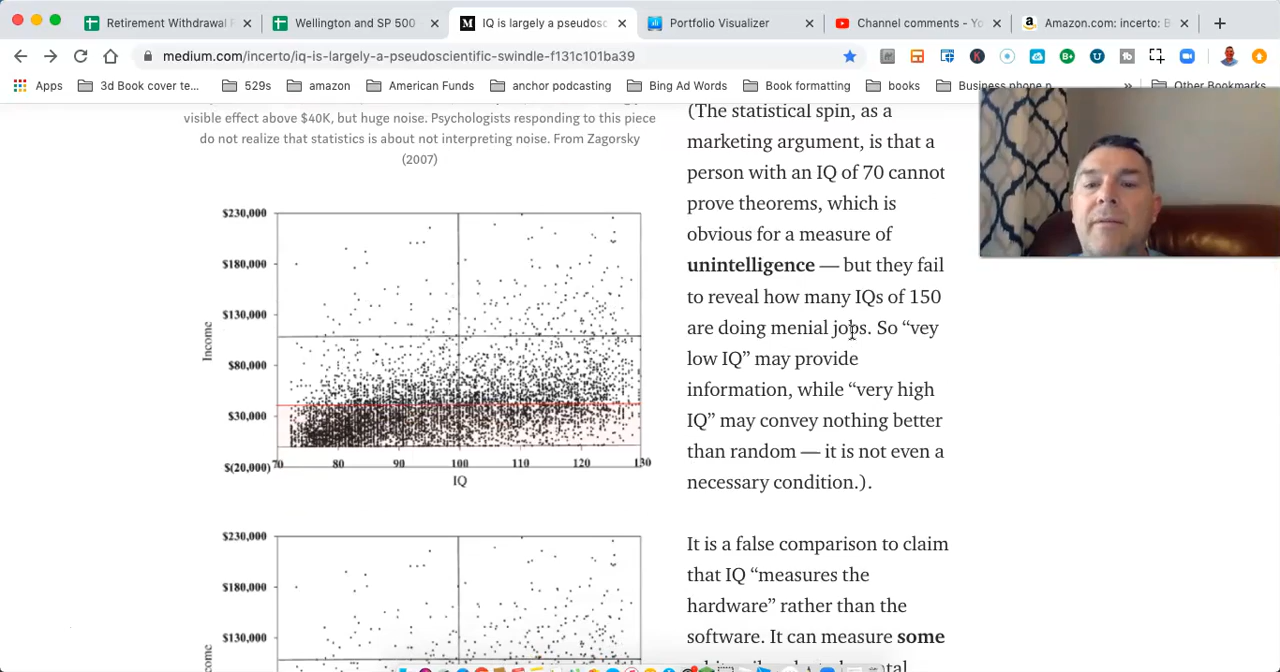 Retirement Withdrawal
Wellington and SP 500
IQ is largely a pseudosc
Portfolio Visualizer
Channel comments - Yo
Amazon.com: incerto: B
medium.com/incerto/iq-is-largely-a-pseudoscientific-swindle-f131c101ba39
Apps
3d Book cover te...
529s
amazon
American Funds
anchor podcasting
Bing Ad Words
Book formatting
books
Business phone n
»
Other Bookmarks
visible effect above $40K, but huge noise. Psychologists responding to this piece
do not realize that statistics is about not interpreting noise. From Zagorsky
(2007)
$230,000
$180,000
$130,000
$80,000
$30,000
$(20,000)
Income
70
80
90
100
110
120
130
IQ
$230,000
$180,000
$130,000
(The statistical spin, as a
marketing argument, is that a
person with an IQ of 70 cannot
prove theorems, which is
obvious for a measure of
unintelligence — but they fail
to reveal how many IQs of 150
are doing menial jobs. So “vey
low IQ” may provide
information, while “very high
IQ” may convey nothing better
than random — it is not even a
necessary condition.).
It is a false comparison to claim
that IQ “measures the
hardware” rather than the
software. It can measure some